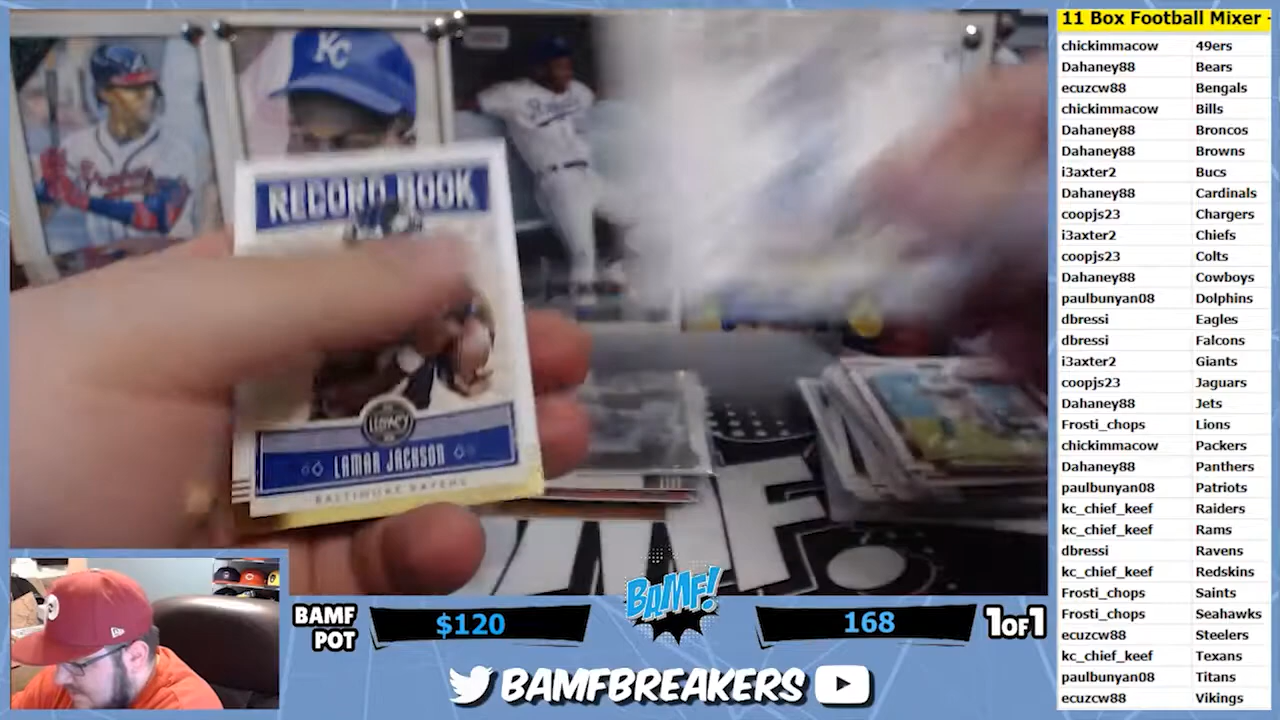 11 Box Football Mixer -
chickimmacow 49ers
Dahaney88 Bears
ecuzcw88 Bengals
chickimmacow Bills
Dahaney88 Broncos
Dahaney88 Browns
i3axter2 Bucs
Dahaney88 Cardinals
coopjs23 Chargers
i3axter2 Chiefs
coopjs23 Colts
Dahaney88 Cowboys
paulbunyan08 Dolphins
dbressi Eagles
dbressi Falcons
i3axter2 Giants
coopjs23 Jaguars
Dahaney88 Jets
Frosti_chops Lions
chickimmacow Packers
Dahaney88 Panthers
paulbunyan08 Patriots
kc_chief_keef Raiders
kc_chief_keef Rams
dbressi Ravens
kc_chief_keef Redskins
Frosti_chops Saints
Frosti_chops Seahawks
ecuzcw88 Steelers
kc_chief_keef Texans
paulbunyan08 Titans
ecuzcw88 Vikings
KC
RECORD BOOK
LEGACY
LAMAR JACKSON
BALTIMORE RAVENS
BAMF POT
$120
BAMF!
168
1OF1
BAMFBREAKERS